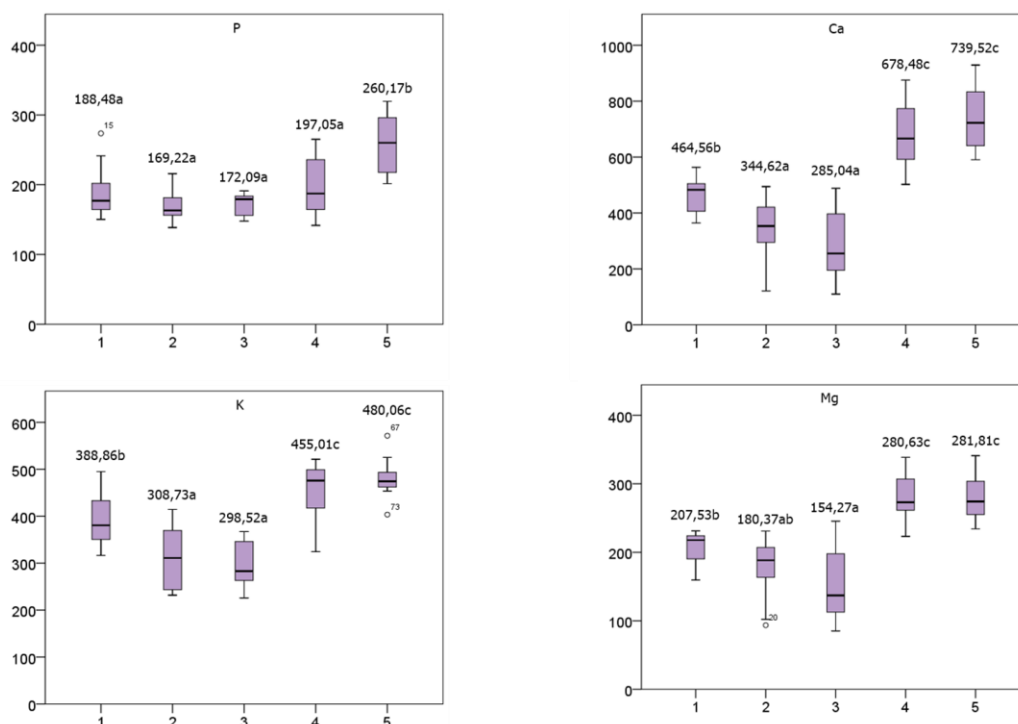 P
400
300
200
100
0
188,48a
15
169,22a
172,09a
197,05a
260,17b
1 2 3 4 5
Ca
1000
800
600
400
200
0
464,56b
344,62a
285,04a
678,48c
739,52c
1 2 3 4 5
K
600
500
400
300
200
100
0
388,86b
308,73a
298,52a
455,01c
480,06c
67
73
1 2 3 4 5
Mg
400
300
200
100
0
207,53b
180,37ab
20
154,27a
280,63c
281,81c
1 2 3 4 5